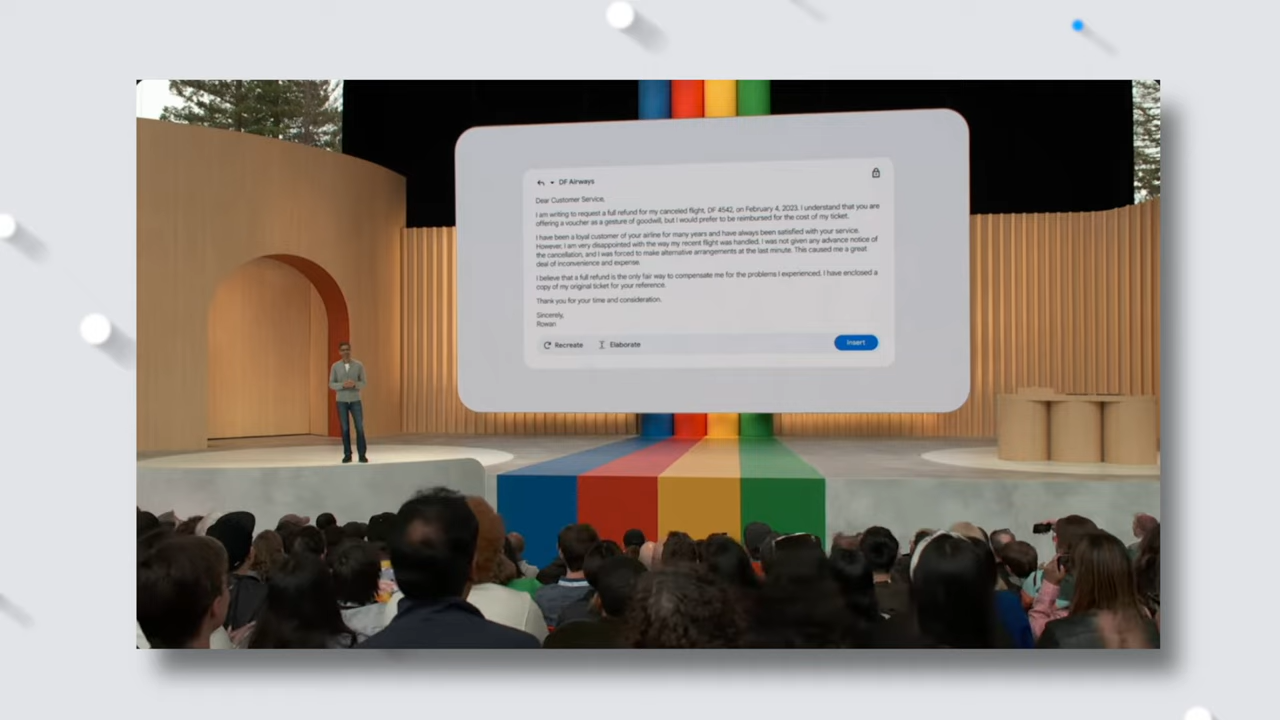 DF Airways
Dear Customer Service,
I am writing to request a full refund for my canceled flight, DF 4542, on February 4, 2023. I understand that you are
offering a voucher as a gesture of goodwill, but I would prefer to be reimbursed for the cost of my ticket.
I have been a loyal customer of your airline for many years and have always been satisfied with your service.
However, I am very disappointed with the way my recent flight was handled. I was not given any advance notice of
the cancellation, and I was forced to make alternative arrangements at the last minute. This caused me a great
deal of inconvenience and expense.
I believe that a full refund is the only fair way to compensate me for the problems I experienced. I have enclosed a
copy of my original ticket for your reference.
Thank you for your time and consideration.
Sincerely,
Rowan
Recreate
Elaborate
Insert